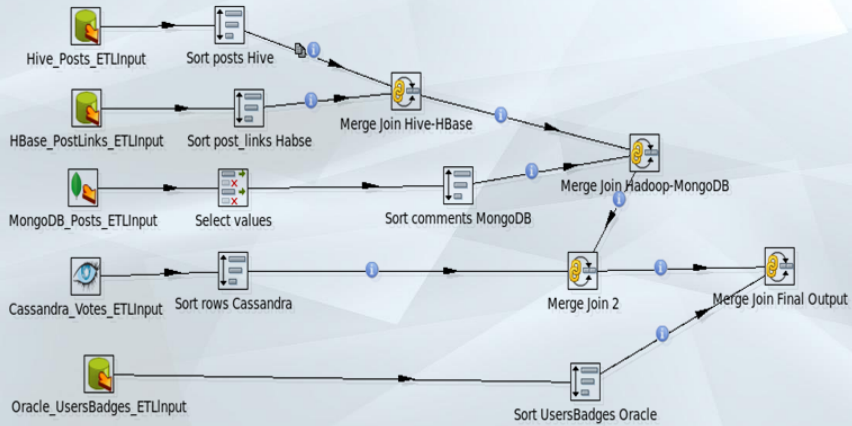 Hive_Posts_ETLInput
Sort posts Hive
HBase_PostLinks_ETLInput
Sort post_links Habse
Merge Join Hive-HBase
MongoDB_Posts_ETLInput
Select values
Sort comments MongoDB
Merge Join Hadoop-MongoDB
Cassandra_Votes_ETLInput
Sort rows Cassandra
Merge Join 2
Merge Join Final Output
Oracle_UsersBadges_ETLInput
Sort UsersBadges Oracle